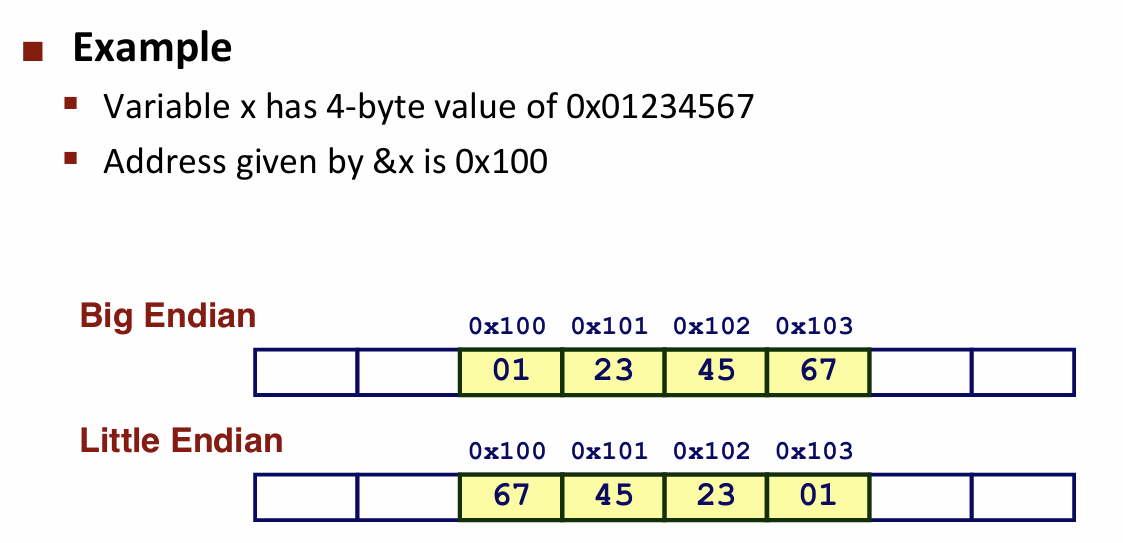 Example
Variable x has 4-byte value of 0x01234567
Address given by &x is 0x100
Big Endian
0x100 0x101 0x102 0x103
01 23 45 67
Little Endian
0x100 0x101 0x102 0x103
67 45 23 01